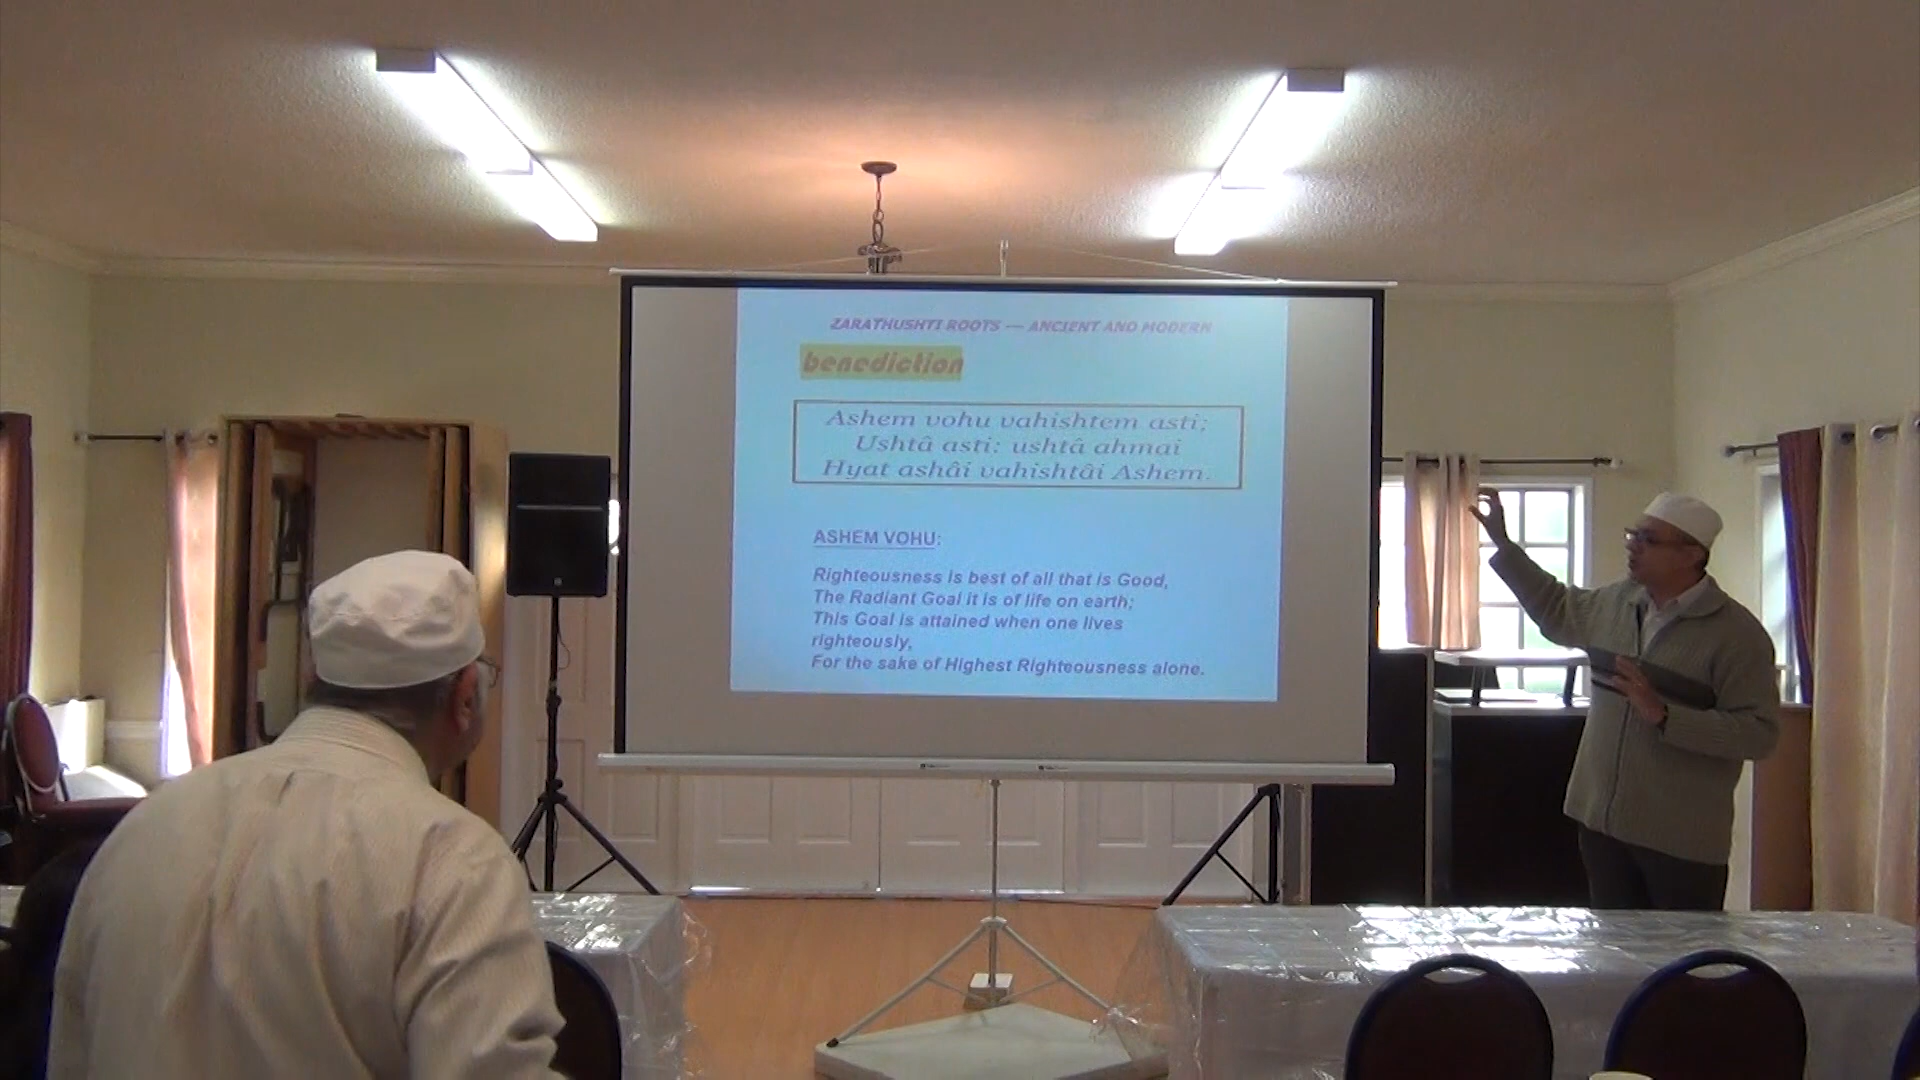 ZARATHUSHTI ROOTS — ANCIENT AND MODERN
benediction
Ashem vohu vahishtem asti;
Ushtâ asti: ushtâ ahmai
Hyat ashâi vahishtâi Ashem.
ASHEM VOHU:
Righteousness is best of all that is Good,
The Radiant Goal it is of life on earth;
This Goal is attained when one lives
righteously,
For the sake of Highest Righteousness alone.